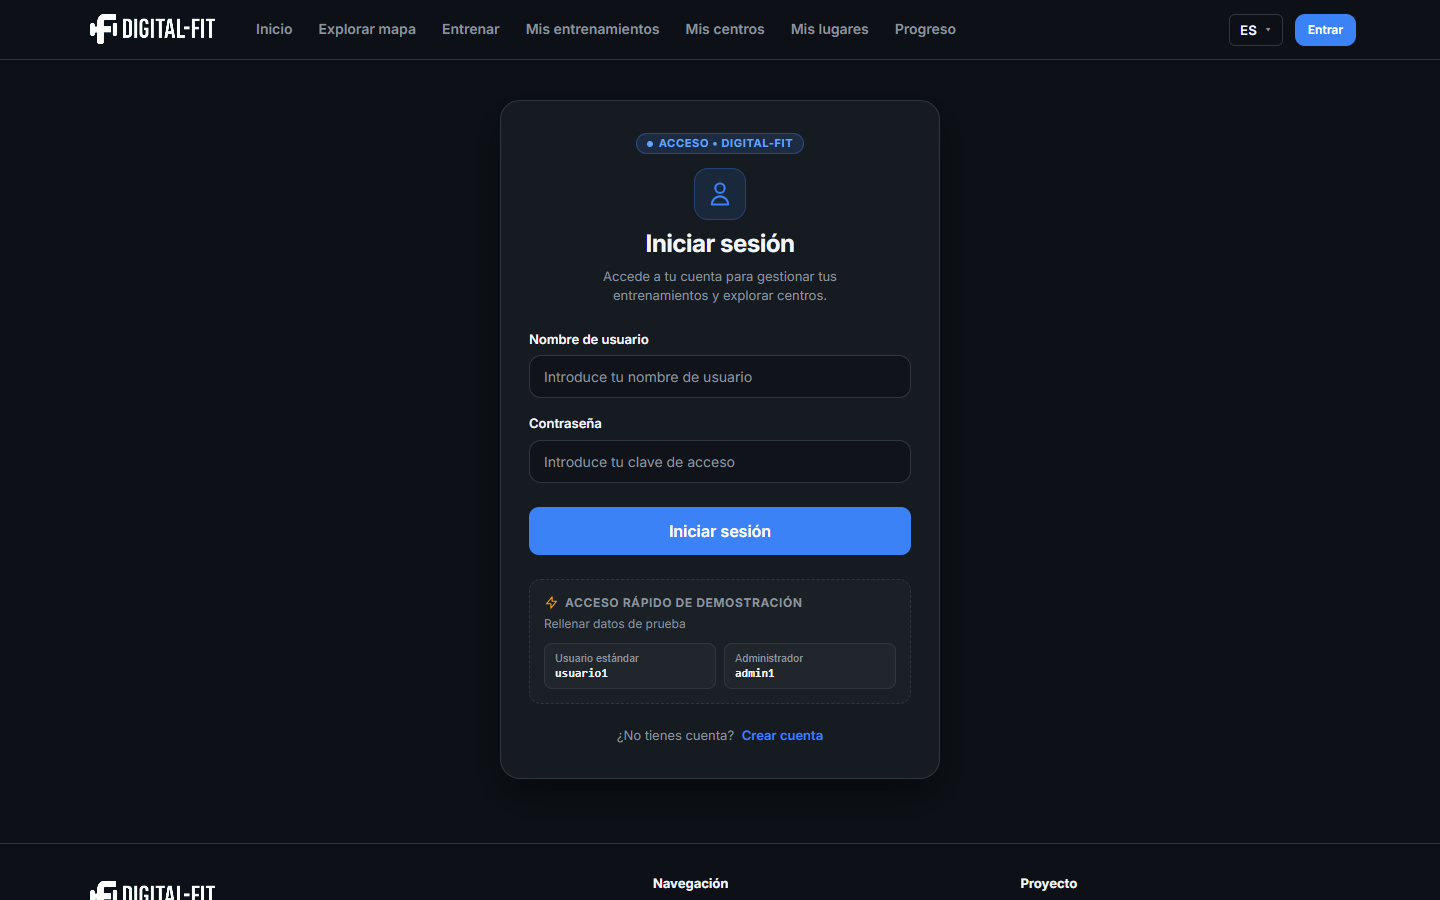 DIGITAL-FIT
Inicio
Explorar mapa
Entrenar
Mis entrenamientos
Mis centros
Mis lugares
Progreso
ES
Entrar
ACCESO • DIGITAL-FIT
Iniciar sesión
Accede a tu cuenta para gestionar tus
entrenamientos y explorar centros.
Nombre de usuario
Introduce tu nombre de usuario
Contraseña
Introduce tu clave de acceso
Iniciar sesión
ACCESO RÁPIDO DE DEMOSTRACIÓN
Rellenar datos de prueba
Usuario estándar
usuario1
Administrador
admin1
¿No tienes cuenta? Crear cuenta
DIGITAL-FIT
Navegación
Proyecto